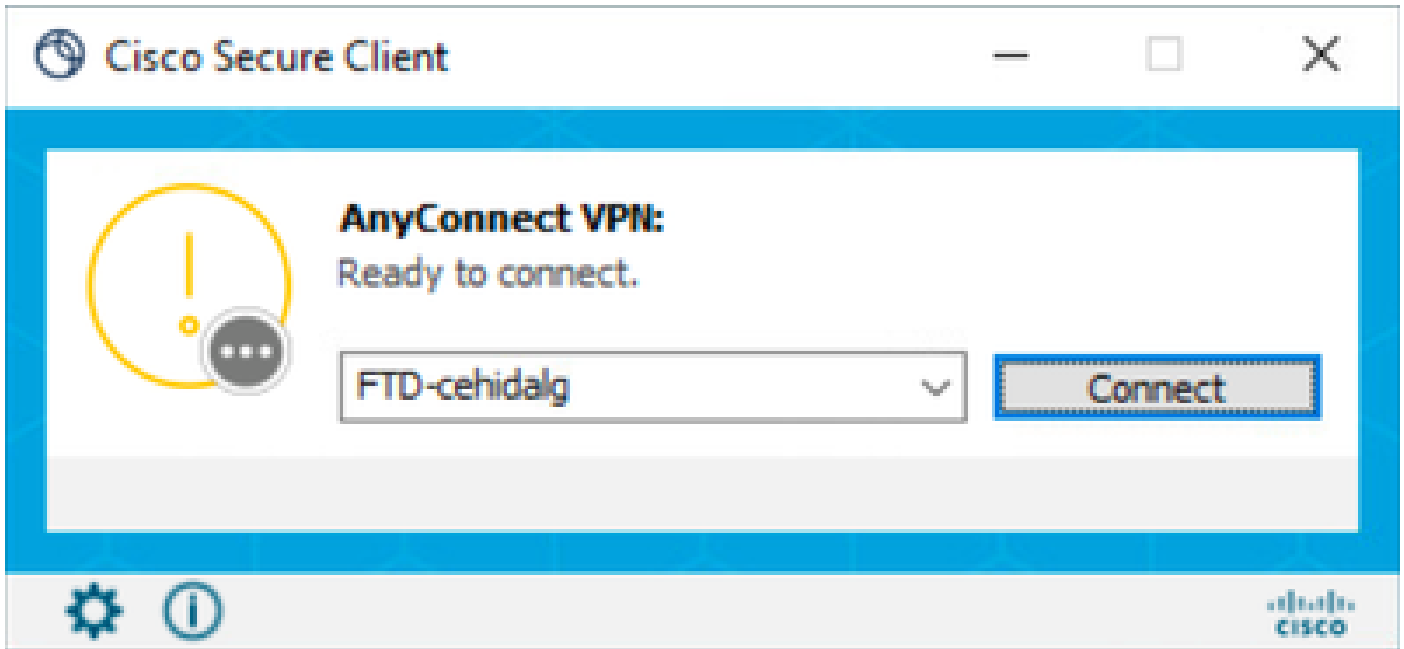 Cisco Secure Client
AnyConnect VPN:
Ready to connect.
FTD-cehidalg
Connect
CISCO